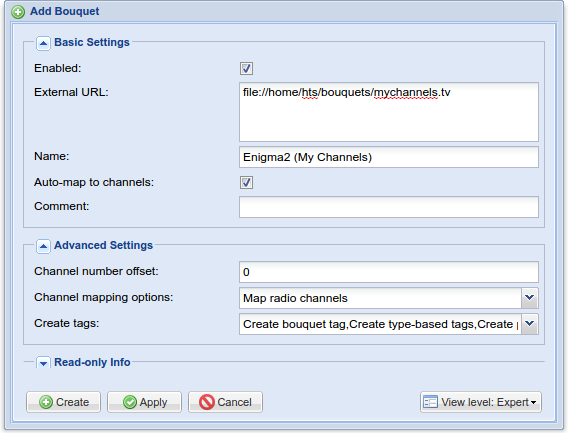 Add Bouquet
Basic Settings
Enabled:
External URL: file://home/hts/bouquets/mychannels.tv
Name: Enigma2 (My Channels)
Auto-map to channels:
Comment:
Advanced Settings
Channel number offset: 0
Channel mapping options: Map radio channels
Create tags: Create bouquet tag,Create type-based tags,Create
Read-only Info
Create Apply Cancel View level: Expert